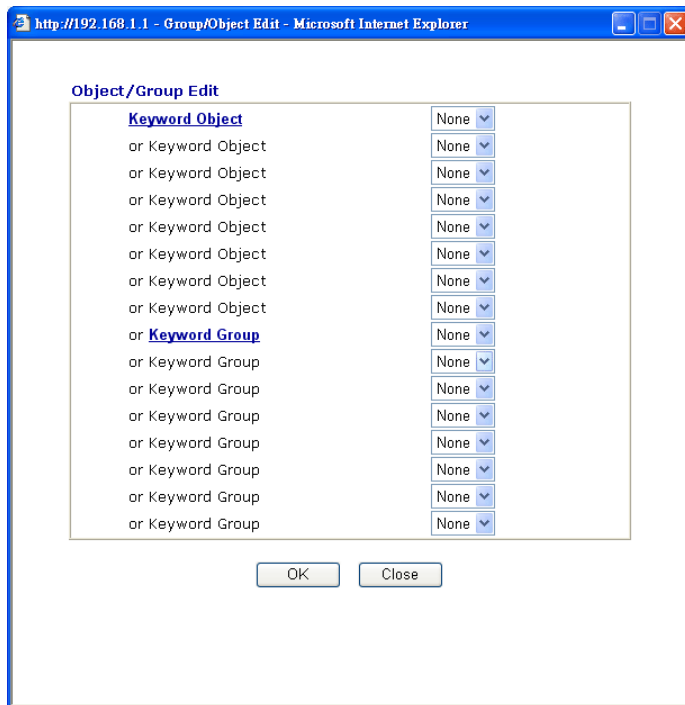 http://192.168.1.1 - Group/Object Edit - Microsoft Internet Explorer
Object/Group Edit
Keyword Object None
or Keyword Object None
or Keyword Object None
or Keyword Object None
or Keyword Object None
or Keyword Object None
or Keyword Object None
or Keyword Object None
or Keyword Group None
or Keyword Group None
or Keyword Group None
or Keyword Group None
or Keyword Group None
or Keyword Group None
or Keyword Group None
or Keyword Group None
OK Close